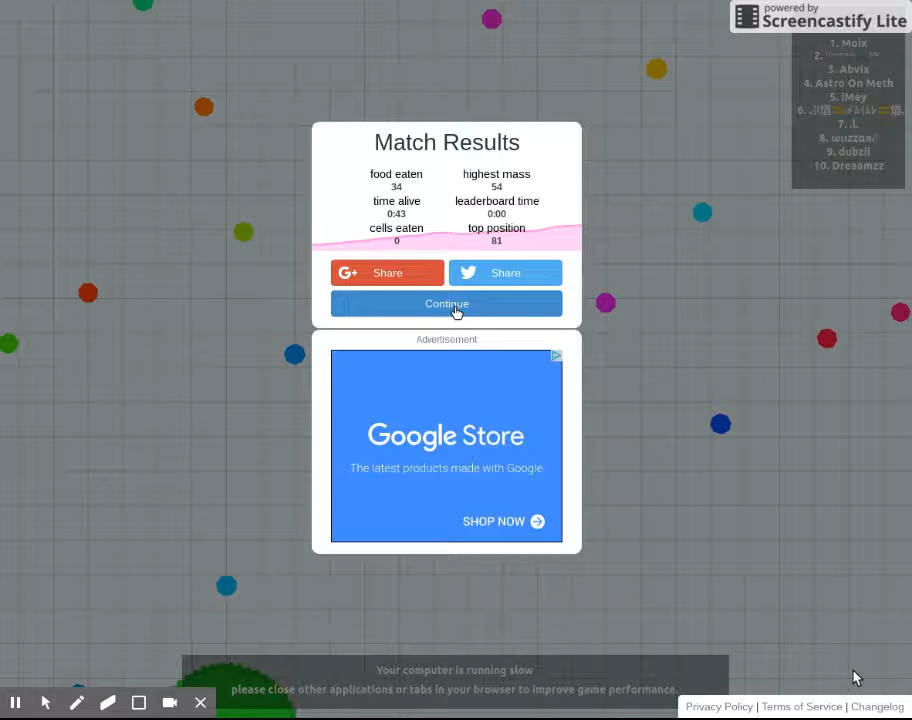 powered by
Screencastify Lite
1. Moix
2.
3. Abvix
4. Astro On Meth
5. iMey
6.
7. .L
8.
9. dubzli
10. Dreaamzz
Match Results
food eaten highest mass
34 54
time alive leaderboard time
0:43 0:00
cells eaten top position
0 81
G+ Share Share
Continue
Advertisement
Google Store
The latest products made with Google
SHOP NOW
Your computer is running slow
please close other applications or tabs in your browser to improve game performance.
Privacy Policy | Terms of Service | Changelog